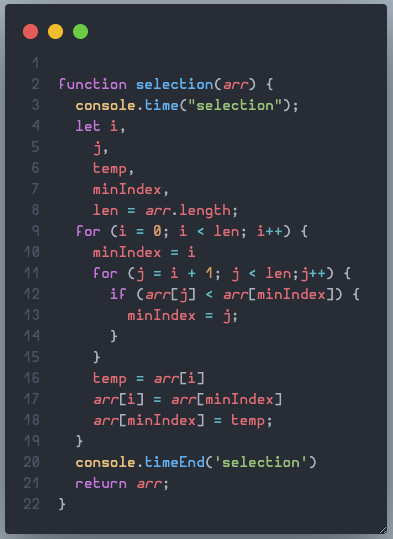 1
2 function selection(arr) {
3   console.time("selection");
4   let i,
5     j,
6     temp,
7     minIndex,
8     len = arr.length;
9   for (i = 0; i < len; i++) {
10     minIndex = i
11     for (j = i + 1; j < len;j++) {
12       if (arr[j] < arr[minIndex]) {
13         minIndex = j;
14       }
15     }
16     temp = arr[i]
17     arr[i] = arr[minIndex]
18     arr[minIndex] = temp;
19   }
20   console.timeEnd('selection')
21   return arr;
22 }